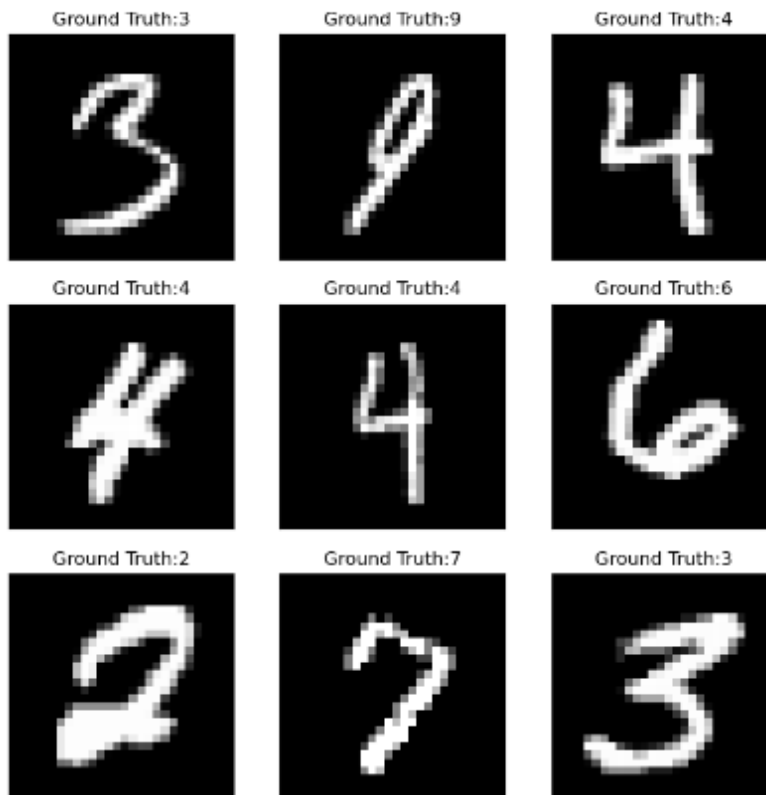 Ground Truth:3 Ground Truth:9 Ground Truth:4
3 9 4
Ground Truth:4 Ground Truth:4 Ground Truth:6
4 4 6
Ground Truth:2 Ground Truth:7 Ground Truth:3
2 7 3